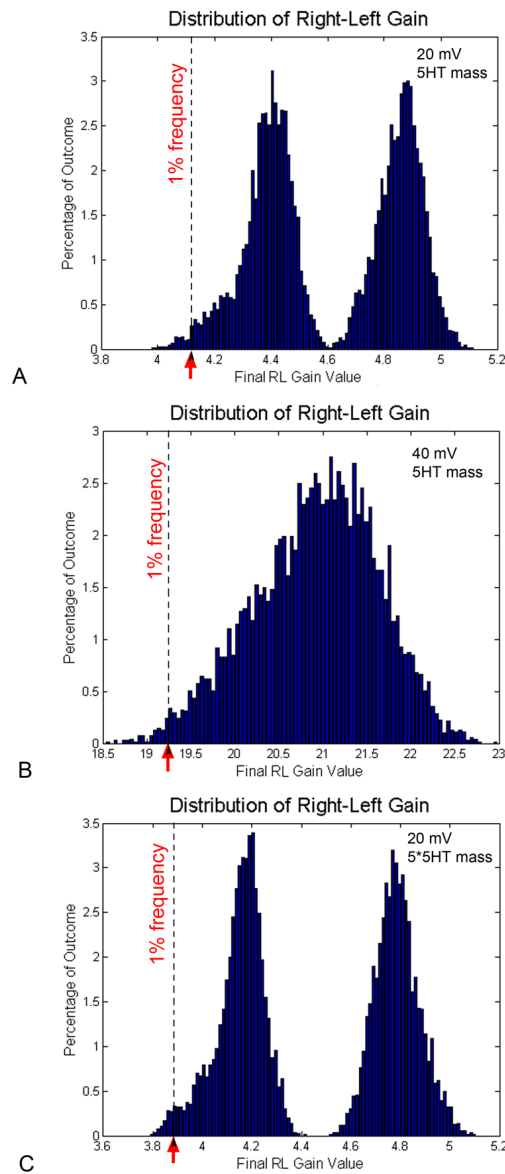 Distribution of Right-Left Gain
20 mV
5HT mass
1% frequency
Percentage of Outcome
3.5
3
2.5
2
1.5
1
0.5
0
3.8 4 4.2 4.4 4.6 4.8 5 5.2
Final RL Gain Value
A
Distribution of Right-Left Gain
40 mV
5HT mass
1% frequency
Percentage of Outcome
3
2.5
2
1.5
1
0.5
0
18.5 19 19.5 20 20.5 21 21.5 22 22.5 23
Final RL Gain Value
B
Distribution of Right-Left Gain
20 mV
5*5HT mass
1% frequency
Percentage of Outcome
3.5
3
2.5
2
1.5
1
0.5
0
3.6 3.8 4 4.2 4.4 4.6 4.8 5 5.2
Final RL Gain Value
C